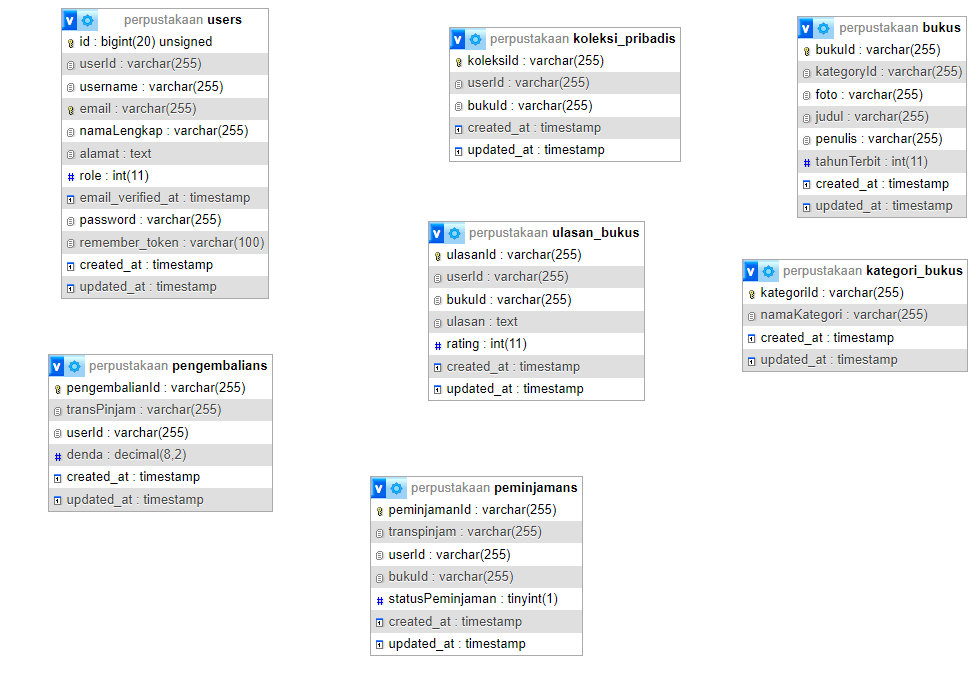 perpustakaan users
id : bigint(20) unsigned
userId : varchar(255)
username : varchar(255)
email : varchar(255)
namaLengkap : varchar(255)
alamat : text
# role : int(11)
email_verified_at : timestamp
password : varchar(255)
remember_token : varchar(100)
created_at : timestamp
updated_at : timestamp
perpustakaan koleksi_pribadis
koleksiId : varchar(255)
userId : varchar(255)
bukuId : varchar(255)
created_at : timestamp
updated_at : timestamp
perpustakaan bukus
bukuId : varchar(255)
kategoryId : varchar(255)
foto : varchar(255)
judul : varchar(255)
penulis : varchar(255)
# tahunTerbit : int(11)
created_at : timestamp
updated_at : timestamp
perpustakaan ulasan_bukus
ulasanId : varchar(255)
userId : varchar(255)
bukuId : varchar(255)
ulasan : text
# rating : int(11)
created_at : timestamp
updated_at : timestamp
perpustakaan kategori_bukus
kategoriId : varchar(255)
namaKategori : varchar(255)
created_at : timestamp
updated_at : timestamp
perpustakaan pengembalians
pengembalianId : varchar(255)
transPinjam : varchar(255)
userId : varchar(255)
# denda : decimal(8,2)
created_at : timestamp
updated_at : timestamp
perpustakaan peminjamans
peminjamanId : varchar(255)
transpinjam : varchar(255)
userId : varchar(255)
bukuId : varchar(255)
# statusPeminjaman : tinyint(1)
created_at : timestamp
updated_at : timestamp